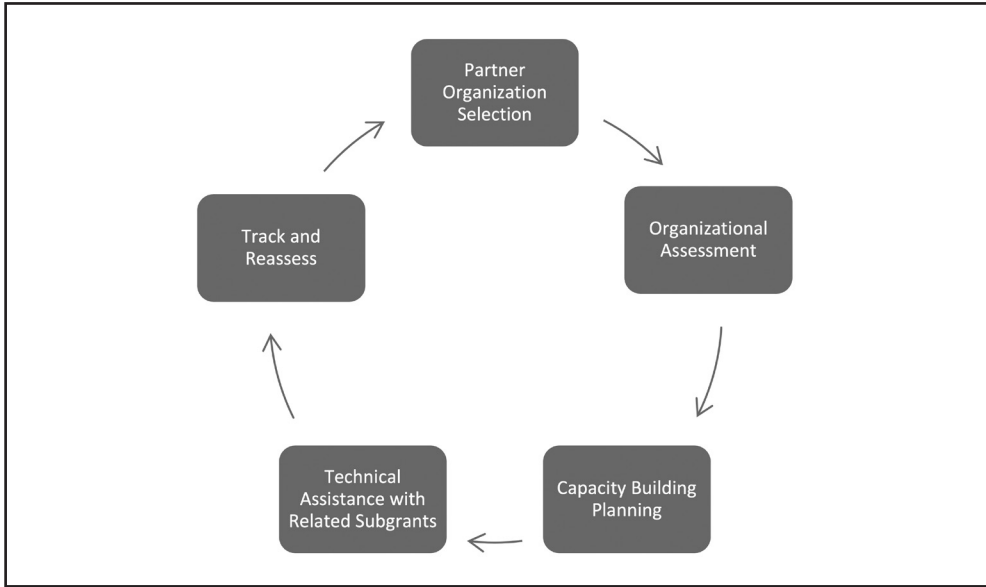 Partner
Organization
Selection
Organizational
Assessment
Capacity Building
Planning
Technical
Assistance with
Related Subgrants
Track and
Reassess